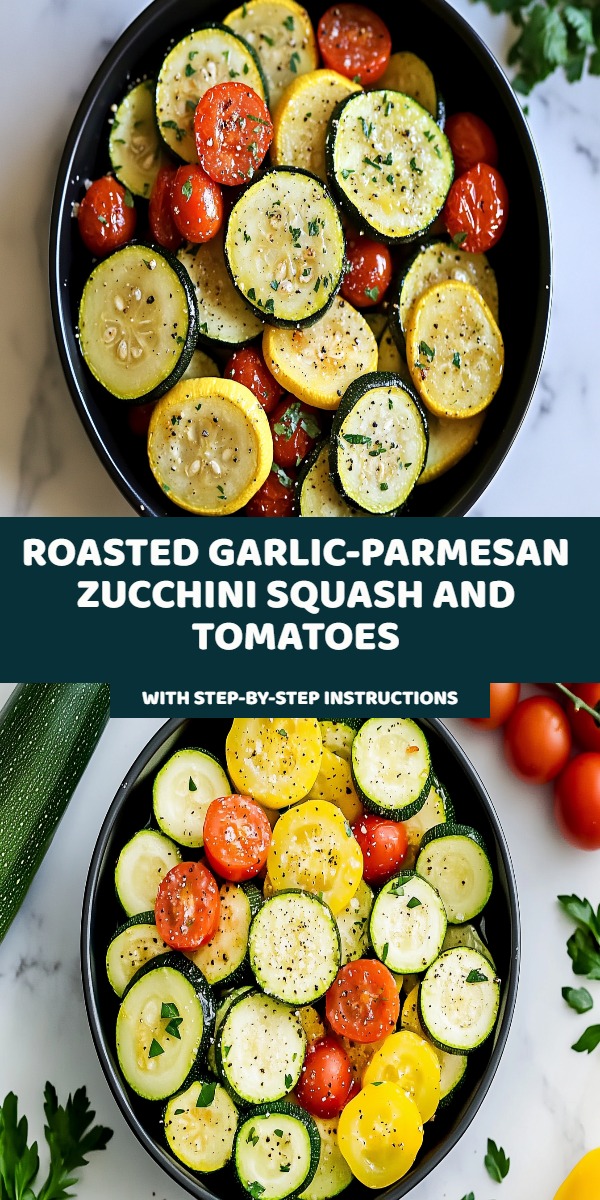 ROASTED GARLIC-PARMESAN
ZUCCHINI SQUASH AND
TOMATOES
WITH STEP-BY-STEP INSTRUCTIONS